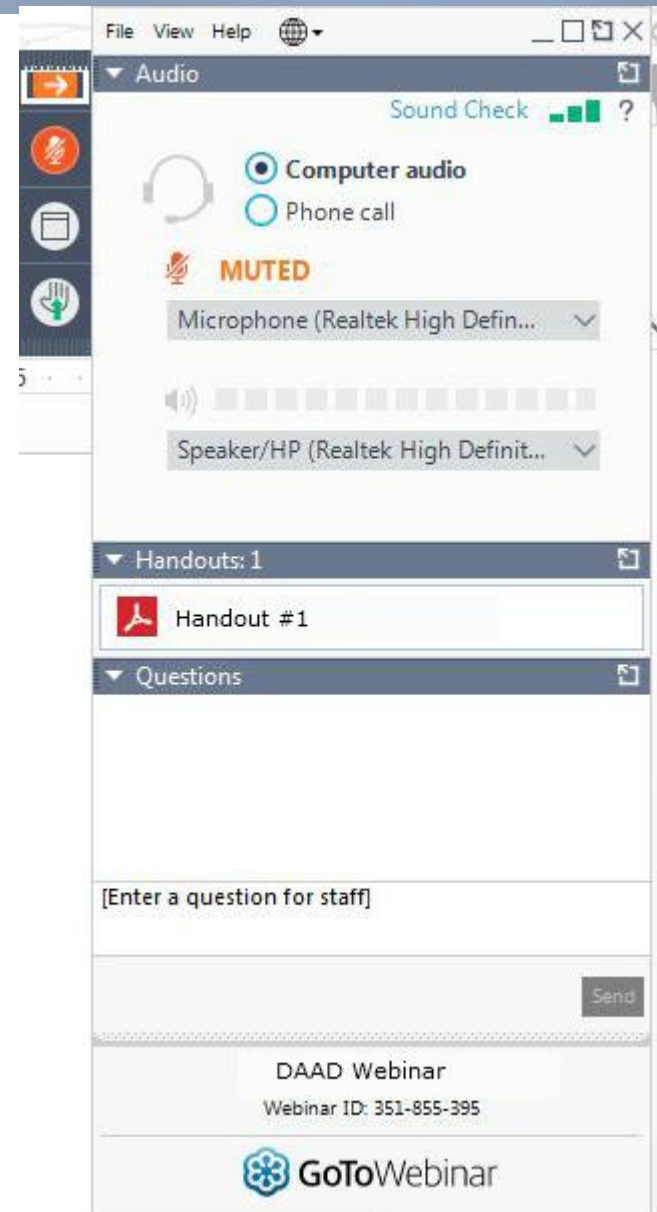 File View Help
Audio
Sound Check ?
Computer audio
Phone call
MUTED
Microphone (Realtek High Defin...
Speaker/HP (Realtek High Definit...
Handouts: 1
Handout #1
Questions
[Enter a question for staff]
Send
DAAD Webinar
Webinar ID: 351-855-395
GoToWebinar